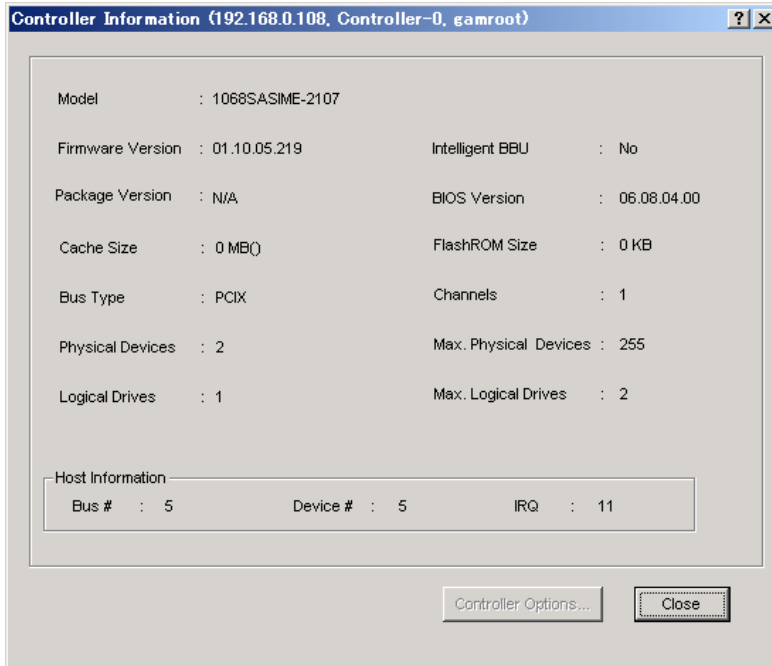 Controller Information (192.168.0.108, Controller-0, gamroot)
Model : 1068SASIME-2107
Firmware Version : 01.10.05.219 Intelligent BBU : No
Package Version : N/A BIOS Version : 06.08.04.00
Cache Size : 0 MB() FlashROM Size : 0 KB
Bus Type : PCIX Channels : 1
Physical Devices : 2 Max. Physical Devices : 255
Logical Drives : 1 Max. Logical Drives : 2
Host Information
Bus # : 5 Device # : 5 IRQ : 11
Controller Options... Close